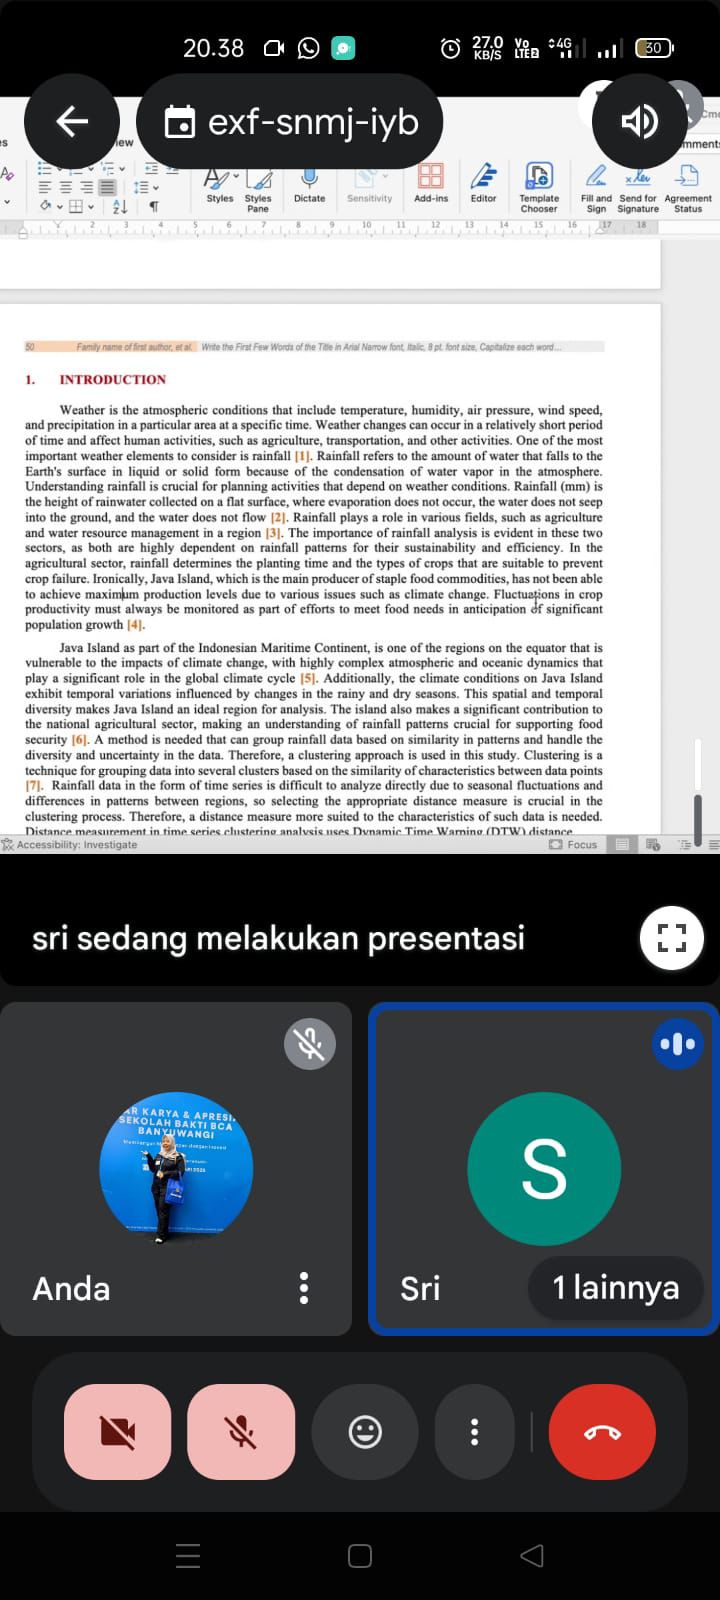 20.38
27.0 KB/S
Vo LTE2
4G
30
exf-snmj-iyb
Styles
Styles Pane
Dictate
Sensitivity
Add-ins
Editor
Template Chooser
Fill and Sign
Send for Signature
Agreement Status
2 3 4 5 6 7 8 9 10 11 12 13 14 15 16 17 18
50 Family name of first author, et al. Write the First Few Words of the Title in Arial Narrow font, Italic, 8 pt. font size, Capitalize each word…
1. INTRODUCTION
Weather is the atmospheric conditions that include temperature, humidity, air pressure, wind speed,
and precipitation in a particular area at a specific time. Weather changes can occur in a relatively short period
of time and affect human activities, such as agriculture, transportation, and other activities. One of the most
important weather elements to consider is rainfall [1]. Rainfall refers to the amount of water that falls to the
Earth's surface in liquid or solid form because of the condensation of water vapor in the atmosphere.
Understanding rainfall is crucial for planning activities that depend on weather conditions. Rainfall (mm) is
the height of rainwater collected on a flat surface, where evaporation does not occur, the water does not seep
into the ground, and the water does not flow [2]. Rainfall plays a role in various fields, such as agriculture
and water resource management in a region [3]. The importance of rainfall analysis is evident in these two
sectors, as both are highly dependent on rainfall patterns for their sustainability and efficiency. In the
agricultural sector, rainfall determines the planting time and the types of crops that are suitable to prevent
crop failure. Ironically, Java Island, which is the main producer of staple food commodities, has not been able
to achieve maximum production levels due to various issues such as climate change. Fluctuations in crop
productivity must always be monitored as part of efforts to meet food needs in anticipation of significant
population growth [4].
Java Island as part of the Indonesian Maritime Continent, is one of the regions on the equator that is
vulnerable to the impacts of climate change, with highly complex atmospheric and oceanic dynamics that
play a significant role in the global climate cycle [5]. Additionally, the climate conditions on Java Island
exhibit temporal variations influenced by changes in the rainy and dry seasons. This spatial and temporal
diversity makes Java Island an ideal region for analysis. The island also makes a significant contribution to
the national agricultural sector, making an understanding of rainfall patterns crucial for supporting food
security [6]. A method is needed that can group rainfall data based on similarity in patterns and handle the
diversity and uncertainty in the data. Therefore, a clustering approach is used in this study. Clustering is a
technique for grouping data into several clusters based on the similarity of characteristics between data points
[7]. Rainfall data in the form of time series is difficult to analyze directly due to seasonal fluctuations and
differences in patterns between regions, so selecting the appropriate distance measure is crucial in the
clustering process. Therefore, a distance measure more suited to the characteristics of such data is needed.
Distance measurement in time series clustering analysis uses Dynamic Time Warping (DTW) distance
Accessibility: Investigate
Focus
sri sedang melakukan presentasi
AR KARYA & APRESI
SEKOLAH BAKTI BCA
BANYUWANGI
Anda
S
Sri
1 lainnya